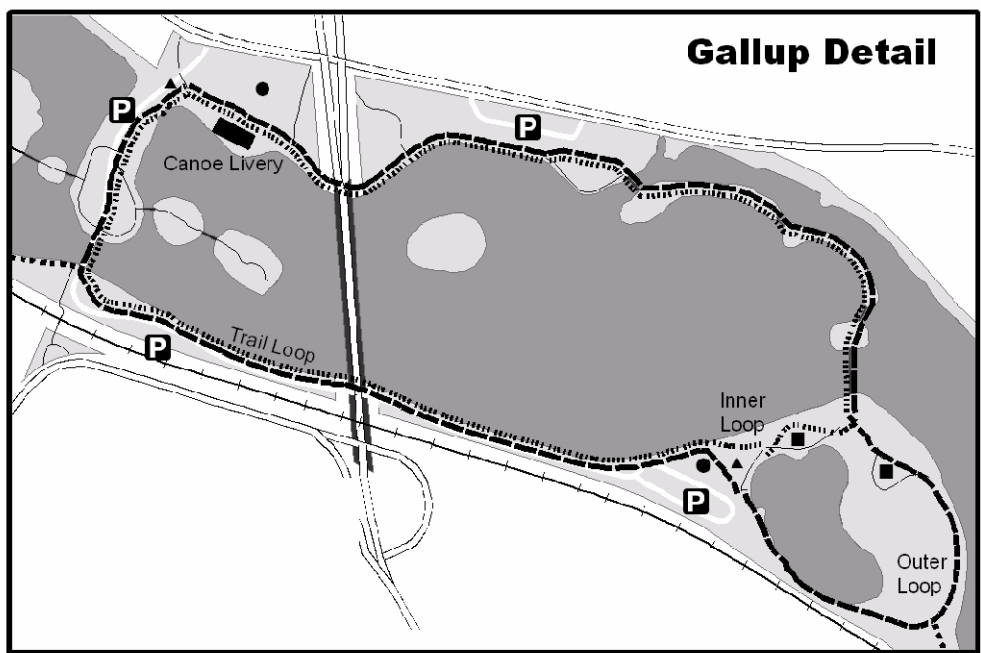 Gallup Detail
P
P
Canoe Livery
Trail Loop
P
Inner
Loop
P
Outer
Loop